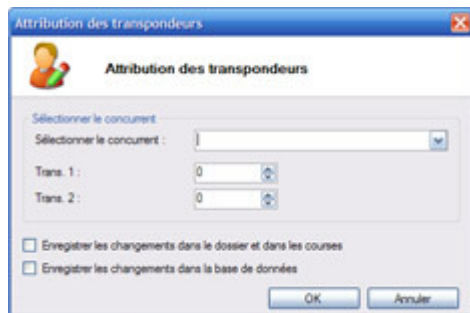 Attribution des transpondeurs
Attribution des transpondeurs
Sélectionner le concurrent
Sélectionner le concurrent :
Trans. 1 : 0
Trans. 2 : 0
Enregistrer les changements dans le dossier et dans les courses
Enregistrer les changements dans la base de données
OK Annuler